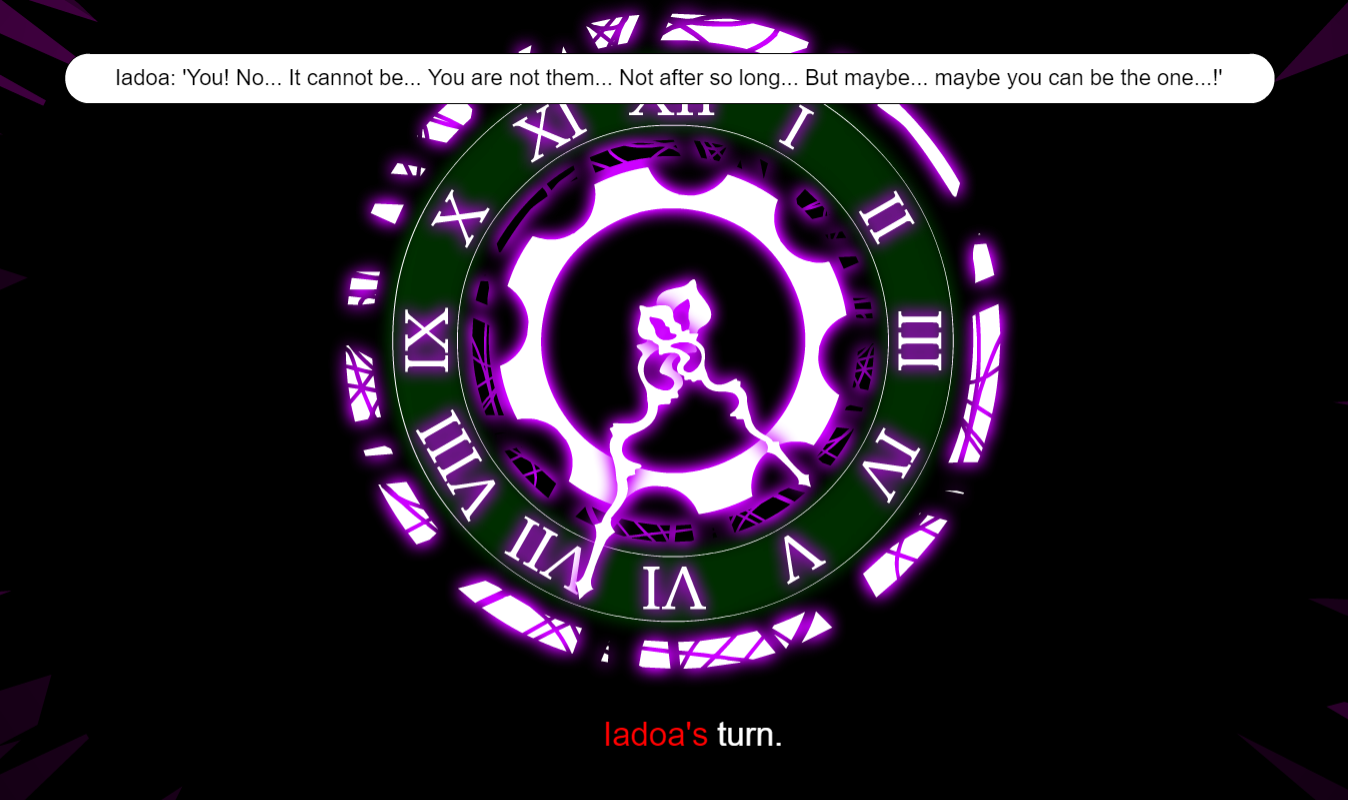 Iadoa: 'You! No... It cannot be... You are not them... Not after so long... But maybe... maybe you can be the one...!'
XII
I
II
III
IV
V
VI
VII
VIII
IX
X
XI
Iadoa's turn.